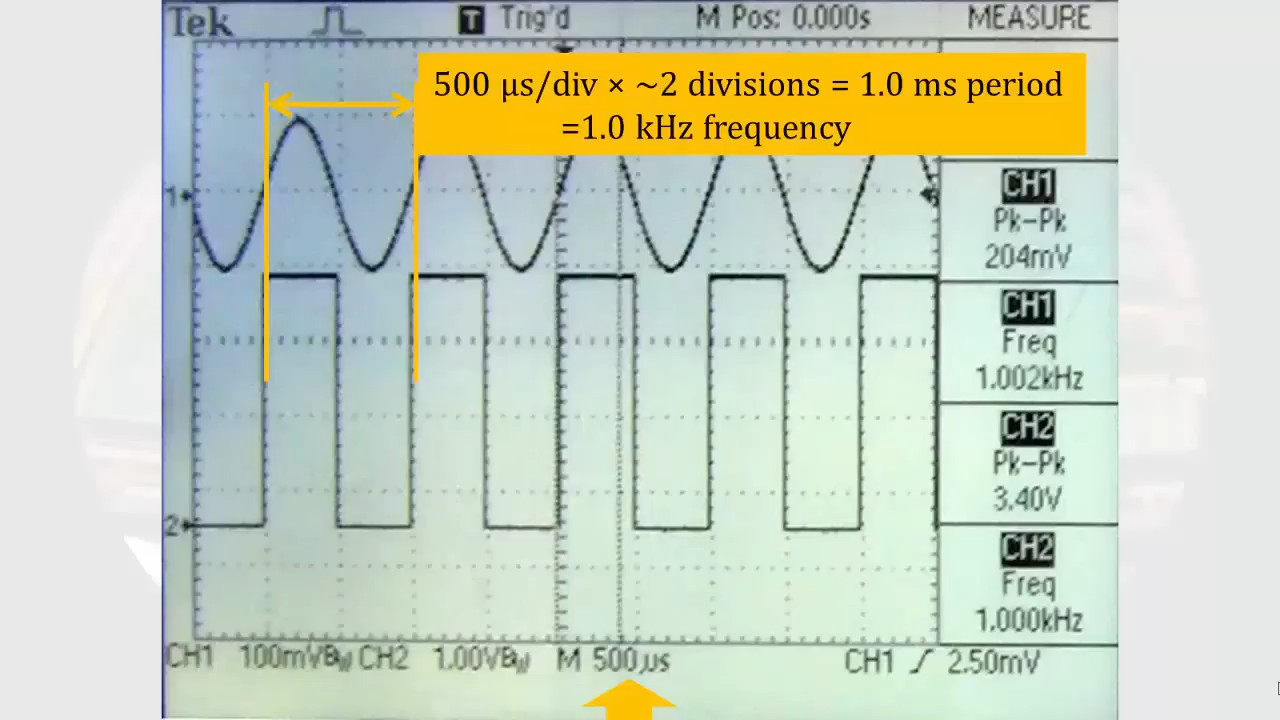 Tek T Trig'd M Pos: 0.000s MEASURE
500 μs/div × ~2 divisions = 1.0 ms period
=1.0 kHz frequency
1
CH1
Pk-Pk
204mV
CH1
Freq
1.002kHz
CH2
Pk-Pk
3.40V
2
CH2
Freq
1.000kHz
CH1 100mVBW CH2 1.00VBW M 500μs CH1 2.50mV